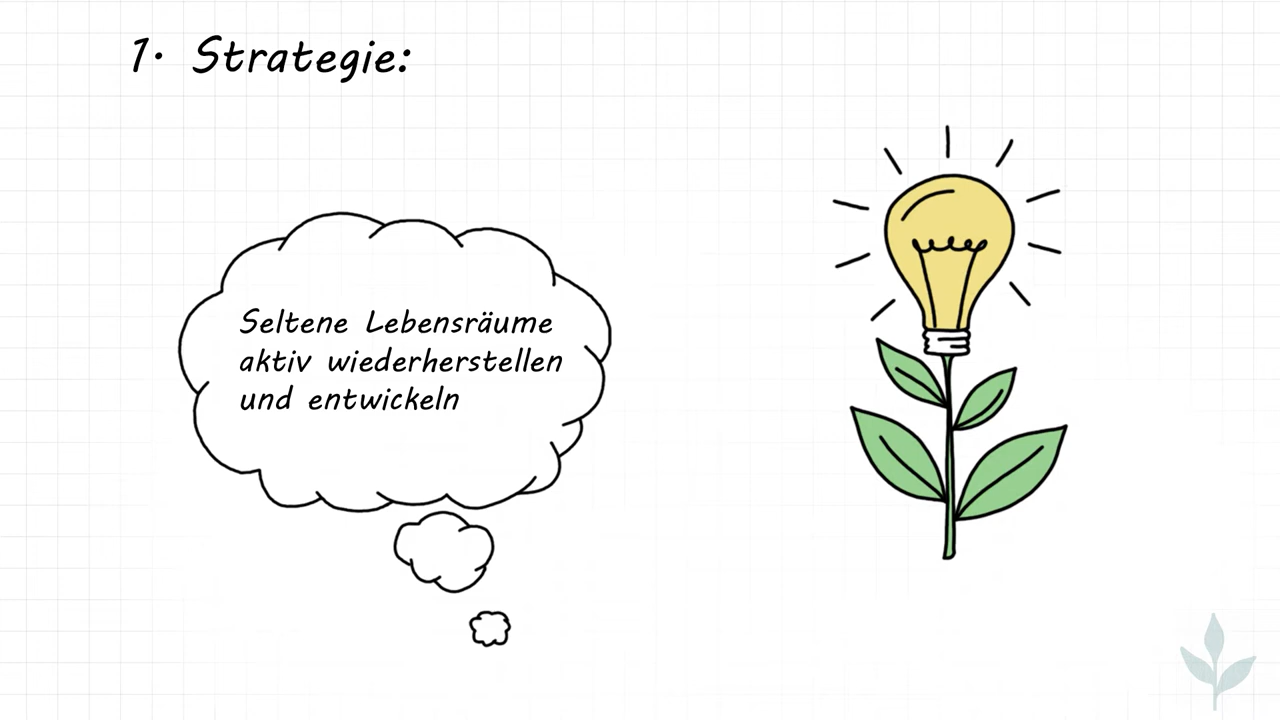 1. Strategie:
Seltene Lebensräume
aktiv wiederherstellen
und entwickeln